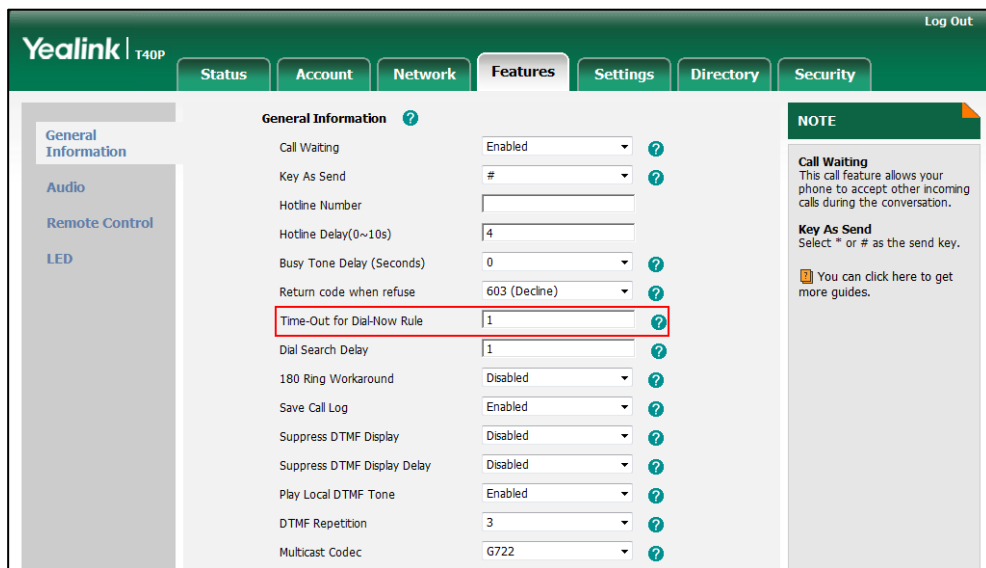 Log Out
Yealink | T40P
Status Account Network Features Settings Directory Security
General Information
Audio
Remote Control
LED
General Information ?
Call Waiting Enabled ?
Key As Send # ?
Hotline Number
Hotline Delay(0~10s) 4
Busy Tone Delay (Seconds) 0 ?
Return code when refuse 603 (Decline) ?
Time-Out for Dial-Now Rule 1 ?
Dial Search Delay 1 ?
180 Ring Workaround Disabled ?
Save Call Log Enabled ?
Suppress DTMF Display Disabled ?
Suppress DTMF Display Delay Disabled ?
Play Local DTMF Tone Enabled ?
DTMF Repetition 3 ?
Multicast Codec G722 ?
NOTE
Call Waiting
This call feature allows your
phone to accept other incoming
calls during the conversation.
Key As Send
Select * or # as the send key.
? You can click here to get
more guides.